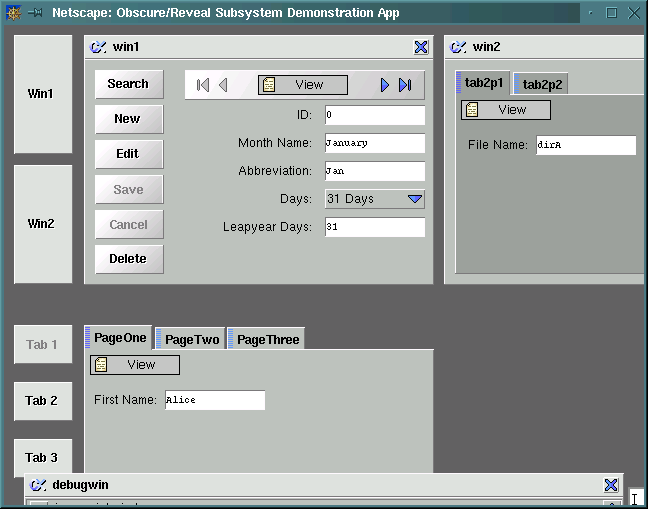 Netscape: Obscure/Reveal Subsystem Demonstration App
Win1
Win2
win1
Search
New
Edit
Save
Cancel
Delete
View
ID: 0
Month Name: January
Abbreviation: Jan
Days: 31 Days
Leapyear Days: 31
win2
tab2p1 tab2p2
View
File Name: dirA
Tab 1
Tab 2
Tab 3
PageOne PageTwo PageThree
View
First Name: Alice
debugwin